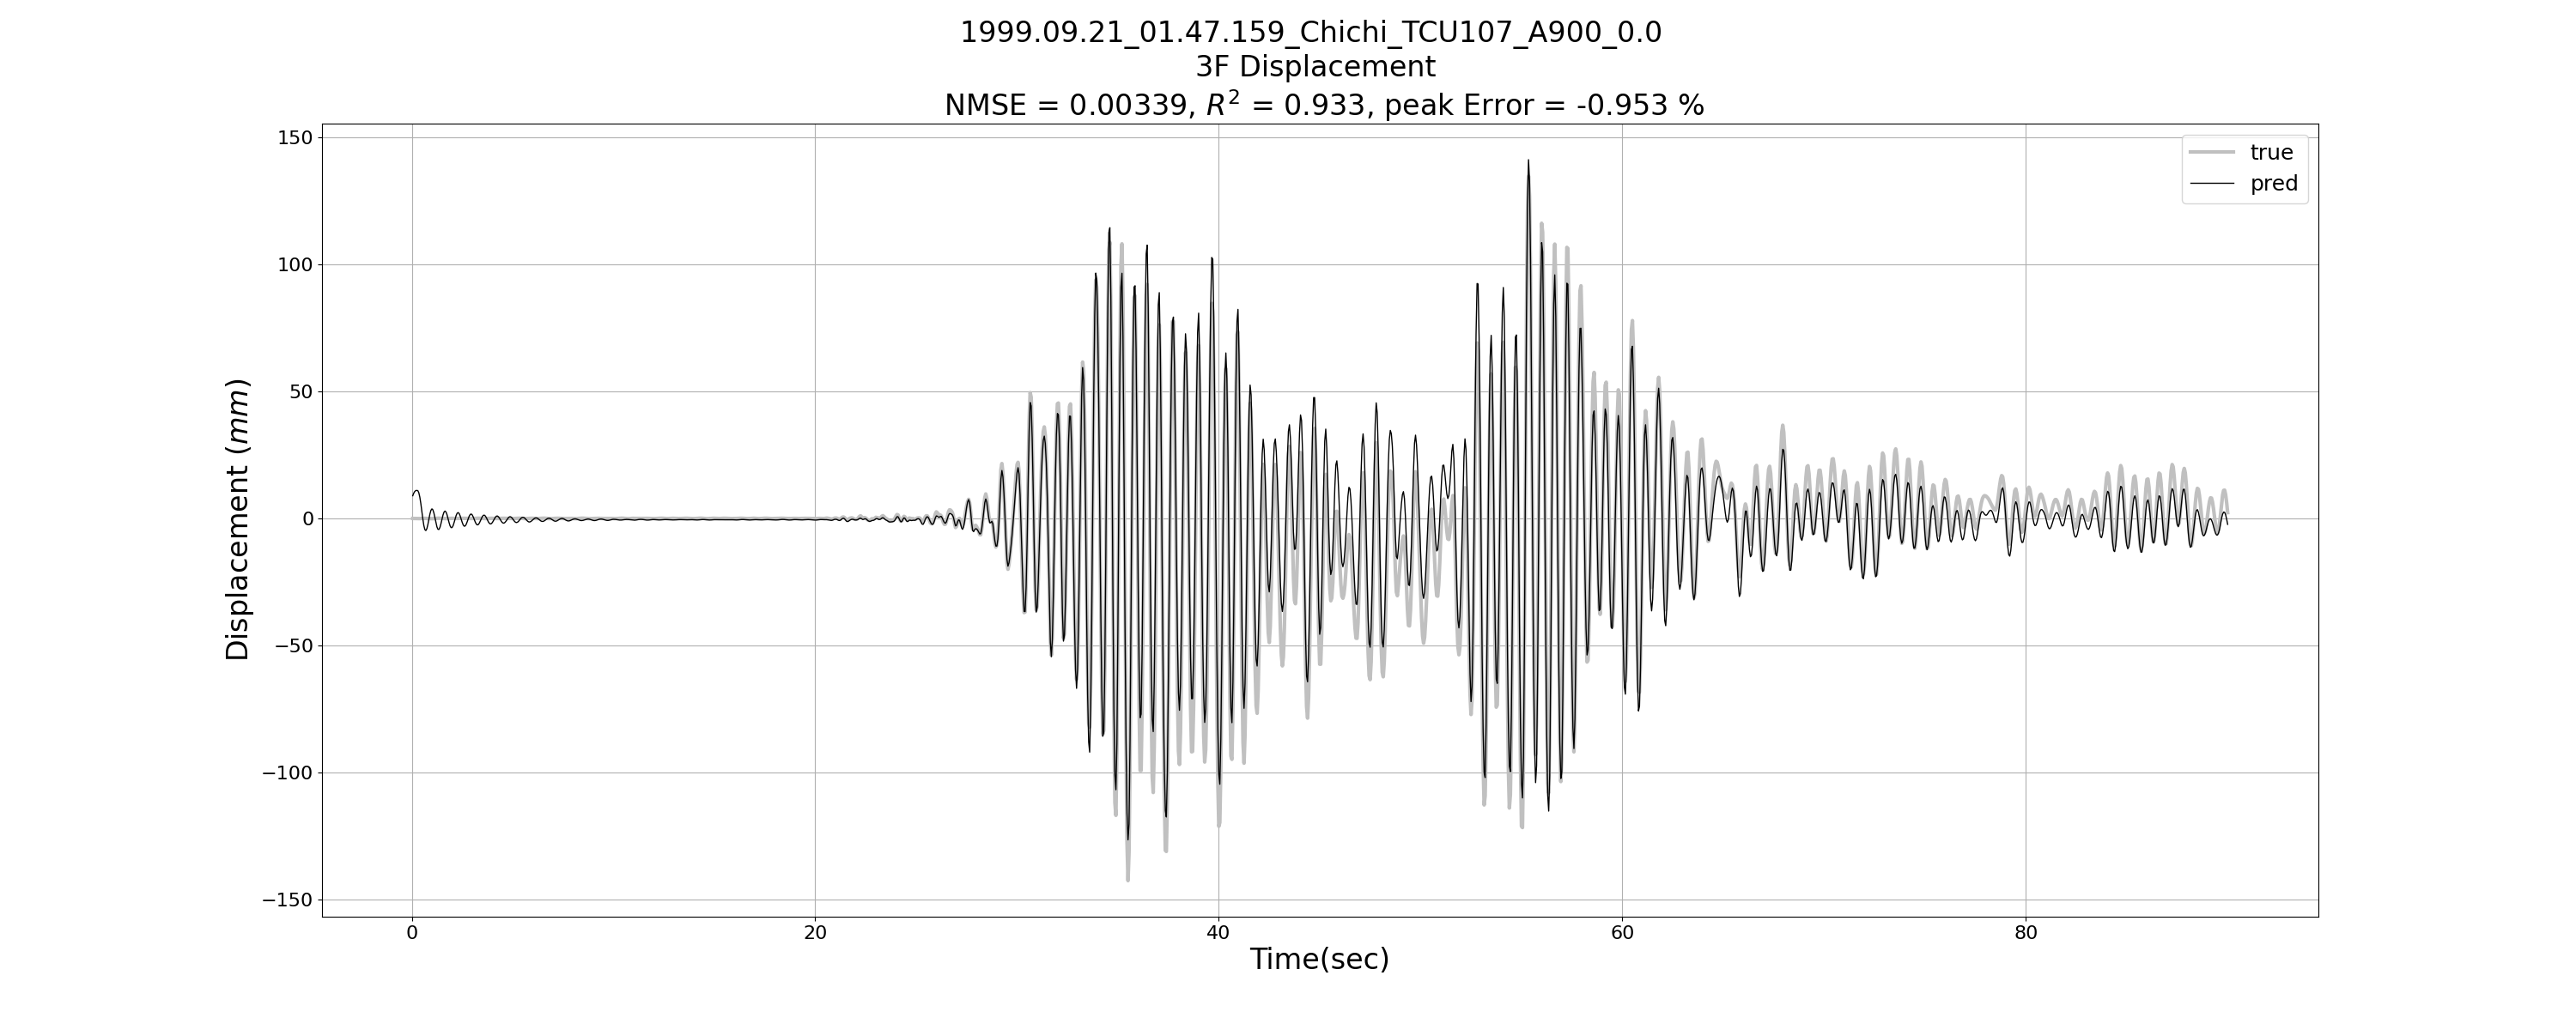 1999.09.21_01.47.159_Chichi_TCU107_A900_0.0
3F Displacement
NMSE = 0.00339, R² = 0.933, peak Error = -0.953 %
true
pred
Displacement (mm)
150
100
50
0
−50
−100
−150
0 20 40 60 80
Time(sec)